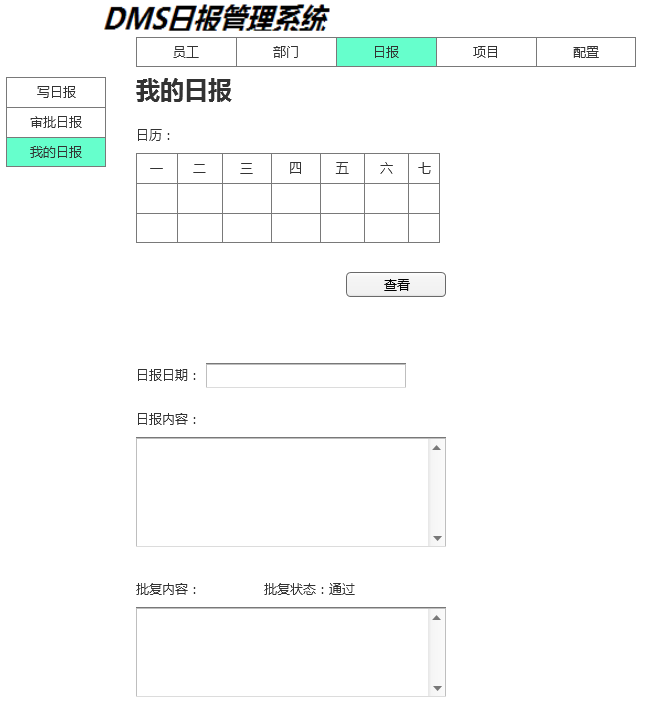 DMS日报管理系统
员工 部门 日报 项目 配置
写日报
审批日报
我的日报
我的日报
日历：
一 二 三 四 五 六 七
查看
日报日期：
日报内容：
批复内容： 批复状态：通过